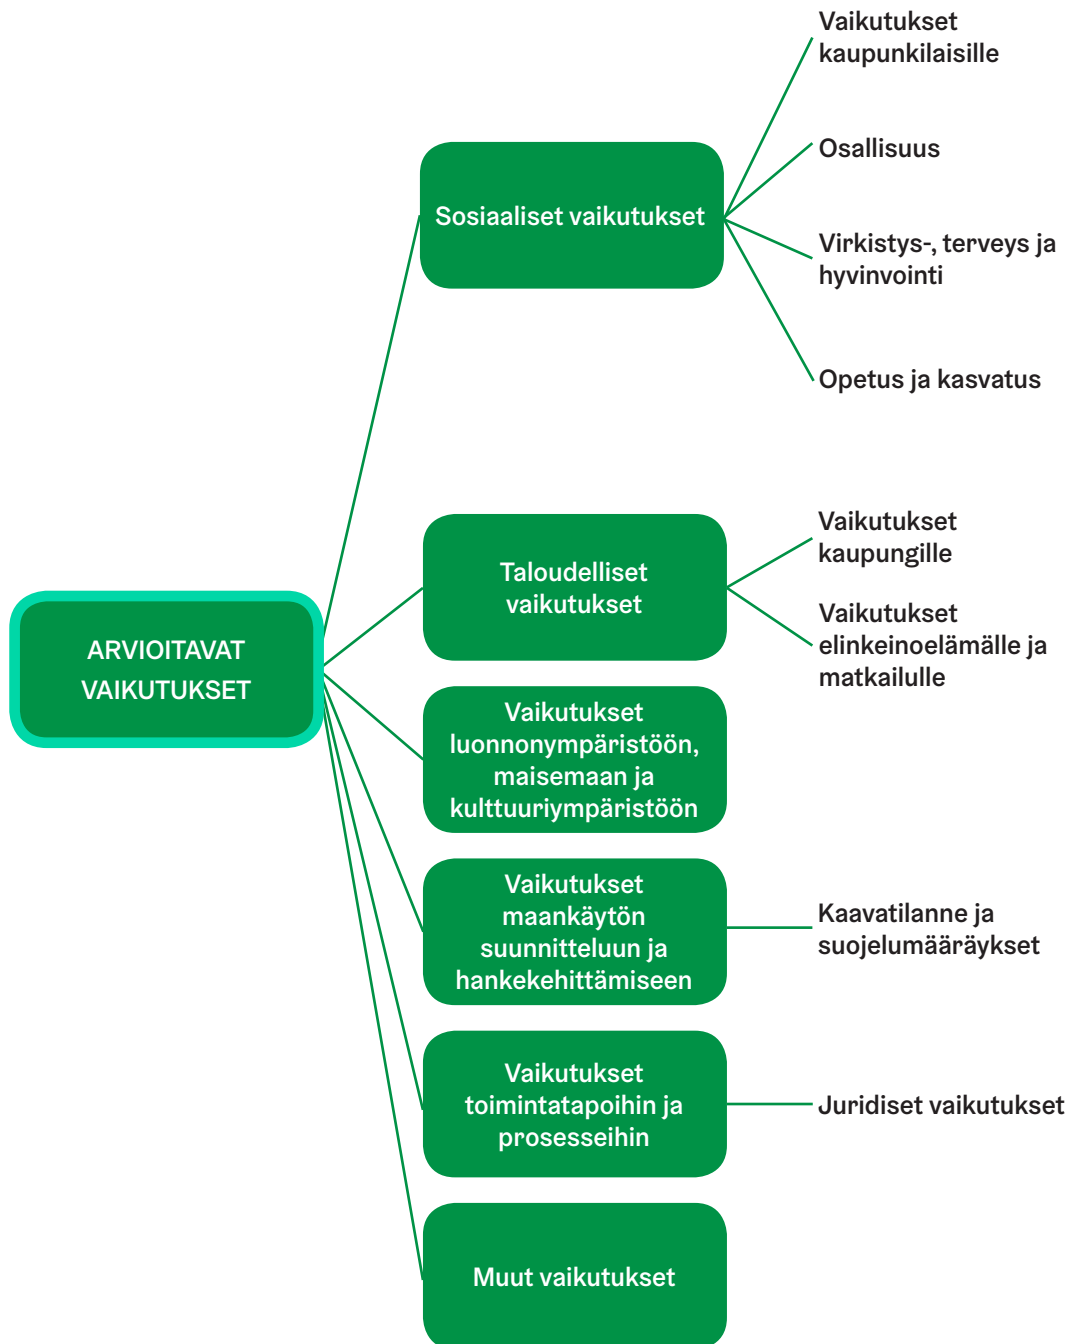 Vaikutukset
kaupunkilaisille
Osallisuus
Sosiaaliset vaikutukset
Virkistys-, terveys ja
hyvinvointi
Opetus ja kasvatus
Vaikutukset
kaupungille
Taloudelliset
vaikutukset
Vaikutukset
elinkeinoelämälle ja
matkailulle
ARVIOITAVAT
VAIKUTUKSET
Vaikutukset
luonnonympäristöön,
maisemaan ja
kulttuuriympäristöön
Vaikutukset
maankäytön
suunnitteluun ja
hankekehittämiseen
Kaavatilanne ja
suojelumääräykset
Vaikutukset
toimintatapoihin ja
prosesseihin
Juridiset vaikutukset
Muut vaikutukset